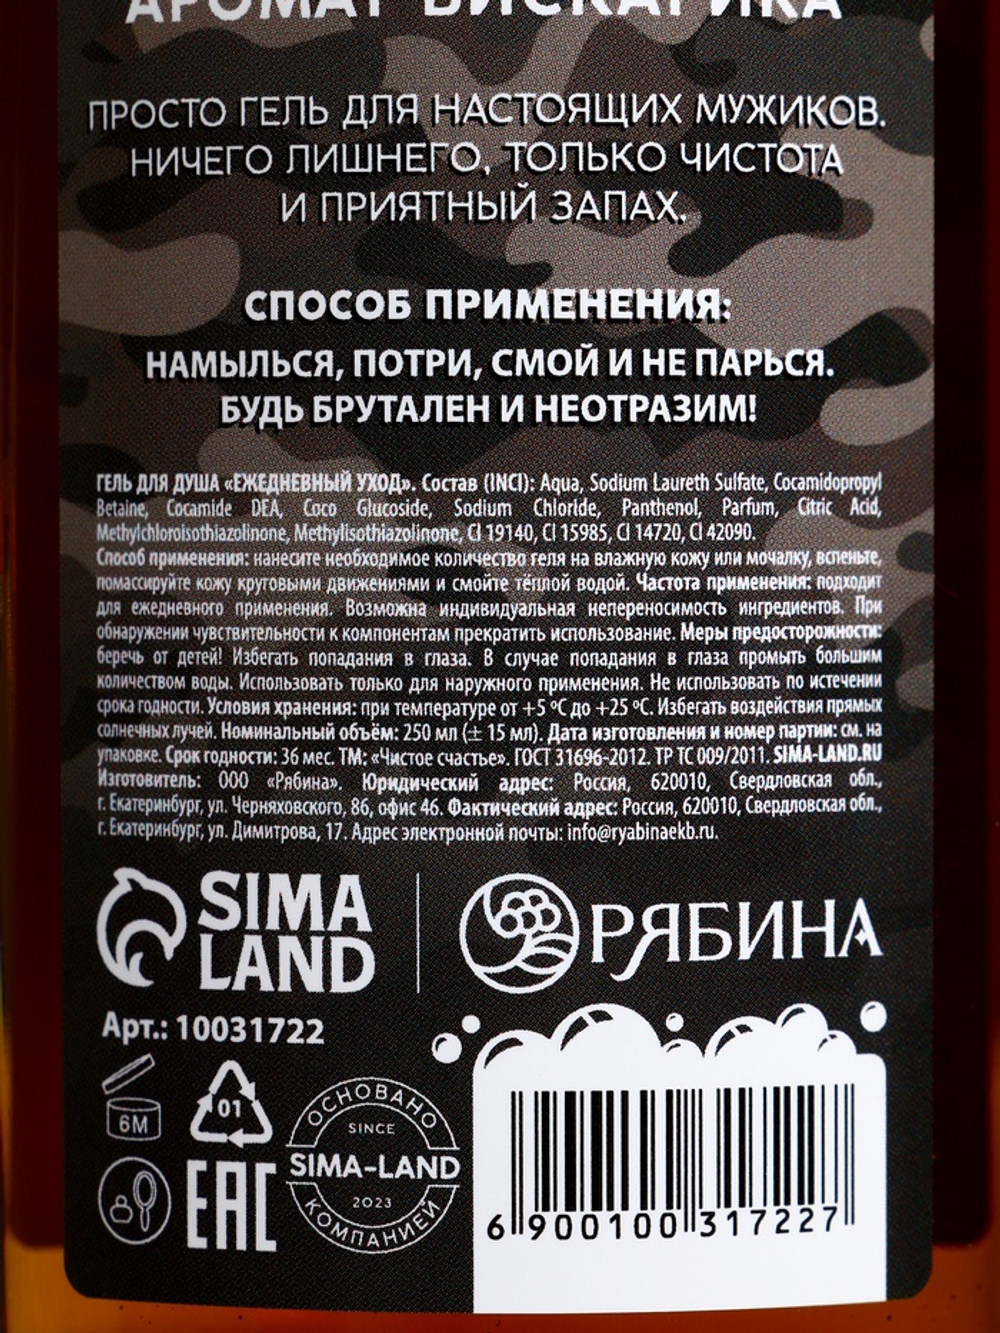 АРОМАТ ВИСКАРИКА
ПРОСТО ГЕЛЬ ДЛЯ НАСТОЯЩИХ МУЖИКОВ.
НИЧЕГО ЛИШНЕГО, ТОЛЬКО ЧИСТОТА
И ПРИЯТНЫЙ ЗАПАХ.
СПОСОБ ПРИМЕНЕНИЯ:
НАМЫЛЬСЯ, ПОТРИ, СМОЙ И НЕ ПАРЬСЯ.
БУДЬ БРУТАЛЕН И НЕОТРАЗИМ!
ГЕЛЬ ДЛЯ ДУША «ЕЖЕДНЕВНЫЙ УХОД». Состав (INCI): Aqua, Sodium Laureth Sulfate, Cocamidopropyl
Betaine, Cocamide DEA, Coco Glucoside, Sodium Chloride, Panthenol, Parfum, Citric Acid,
Methylchloroisothiazolinone, Methylisothiazolinone, CI 19140, CI 15985, CI 14720, CI 42090.
Способ применения: нанесите необходимое количество геля на влажную кожу или мочалку, вспеньте,
помассируйте кожу круговыми движениями и смойте тёплой водой. Частота применения: подходит
для ежедневного применения. Возможна индивидуальная непереносимость ингредиентов. При
обнаружении чувствительности к компонентам прекратить использование. Меры предосторожности:
беречь от детей! Избегать попадания в глаза. В случае попадания в глаза промыть большим
количеством воды. Использовать только для наружного применения. Не использовать по истечении
срока годности. Условия хранения: при температуре от +5 ºС до +25 ºС. Избегать воздействия прямых
солнечных лучей. Номинальный объём: 250 мл (± 15 мл). Дата изготовления и номер партии: см. на
упаковке. Срок годности: 36 мес. ТМ: «Чистое счастье». ГОСТ 31696-2012. ТР ТС 009/2011. SIMA-LAND.RU
Изготовитель: ООО «Рябина». Юридический адрес: Россия, 620010, Свердловская обл.,
г. Екатеринбург, ул. Черняховского, 86, офис 46. Фактический адрес: Россия, 620010, Свердловская обл.,
г. Екатеринбург, ул. Димитрова, 17. Адрес электронной почты: info@ryabinaekb.ru.
SIMA
LAND
РЯБИНА
Арт.: 10031722
6M
01
EAC
ОСНОВАНО
SINCE
SIMA-LAND
2023
КОМПАНИЕЙ
6 900100 317227